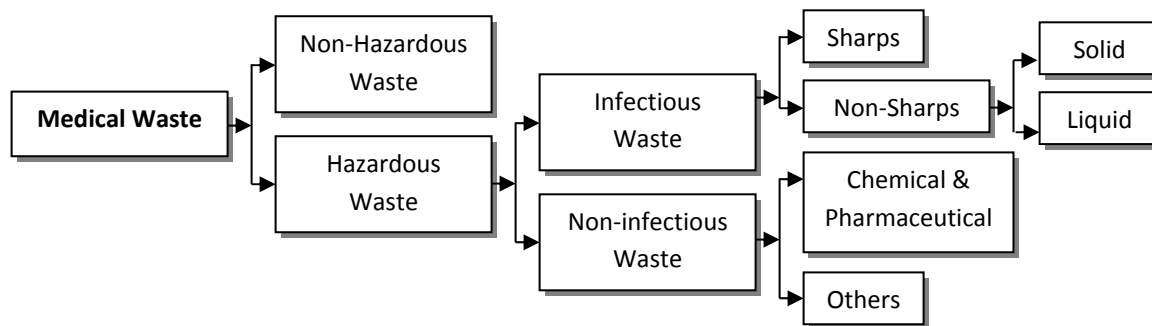 Medical Waste
Non-Hazardous
Waste
Hazardous
Waste
Infectious
Waste
Non-infectious
Waste
Sharps
Non-Sharps
Chemical &
Pharmaceutical
Others
Solid
Liquid